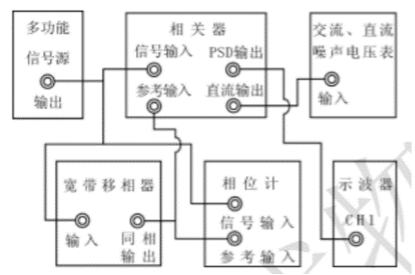 多功能
信号源
输出
相关器
信号输入 PSD输出
参考输入 直流输出
交流、直流
噪声电压表
输入
宽带移相器
输入 同相
输出
相位计
信号输入
参考输入
示波器
CH1